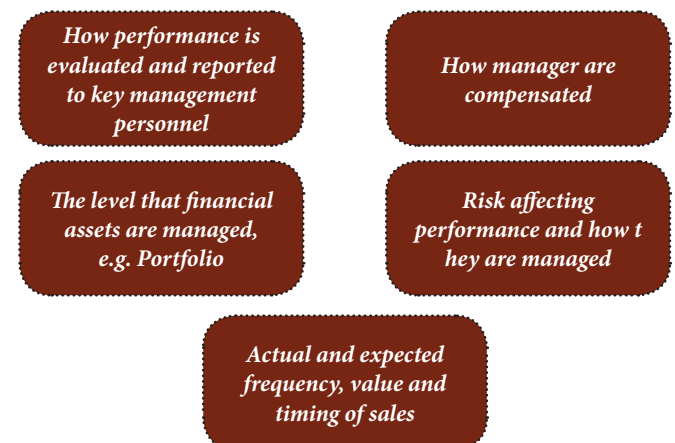 How performance is
evaluated and reported
to key management
personnel
How manager are
compensated
The level that financial
assets are managed,
e.g. Portfolio
Risk affecting
performance and how t
hey are managed
Actual and expected
frequency, value and
timing of sales